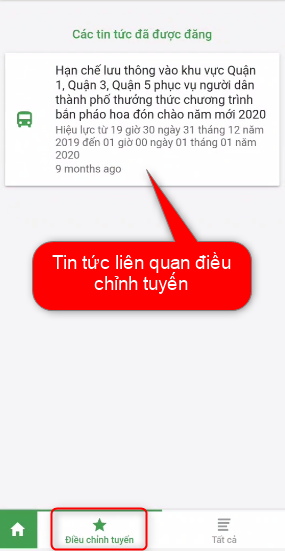 Các tin tức đã được đăng
Hạn chế lưu thông vào khu vực Quận
1, Quận 3, Quận 5 phục vụ người dân
thành phố thưởng thức chương trình
bắn pháo hoa đón chào năm mới 2020
Hiệu lực từ 19 giờ 30 ngày 31 tháng 12 năm
2019 đến 01 giờ 00 ngày 01 tháng 01 năm
2020
9 months ago
Tin tức liên quan điều
chỉnh tuyến
Điều chỉnh tuyến
Tất cả